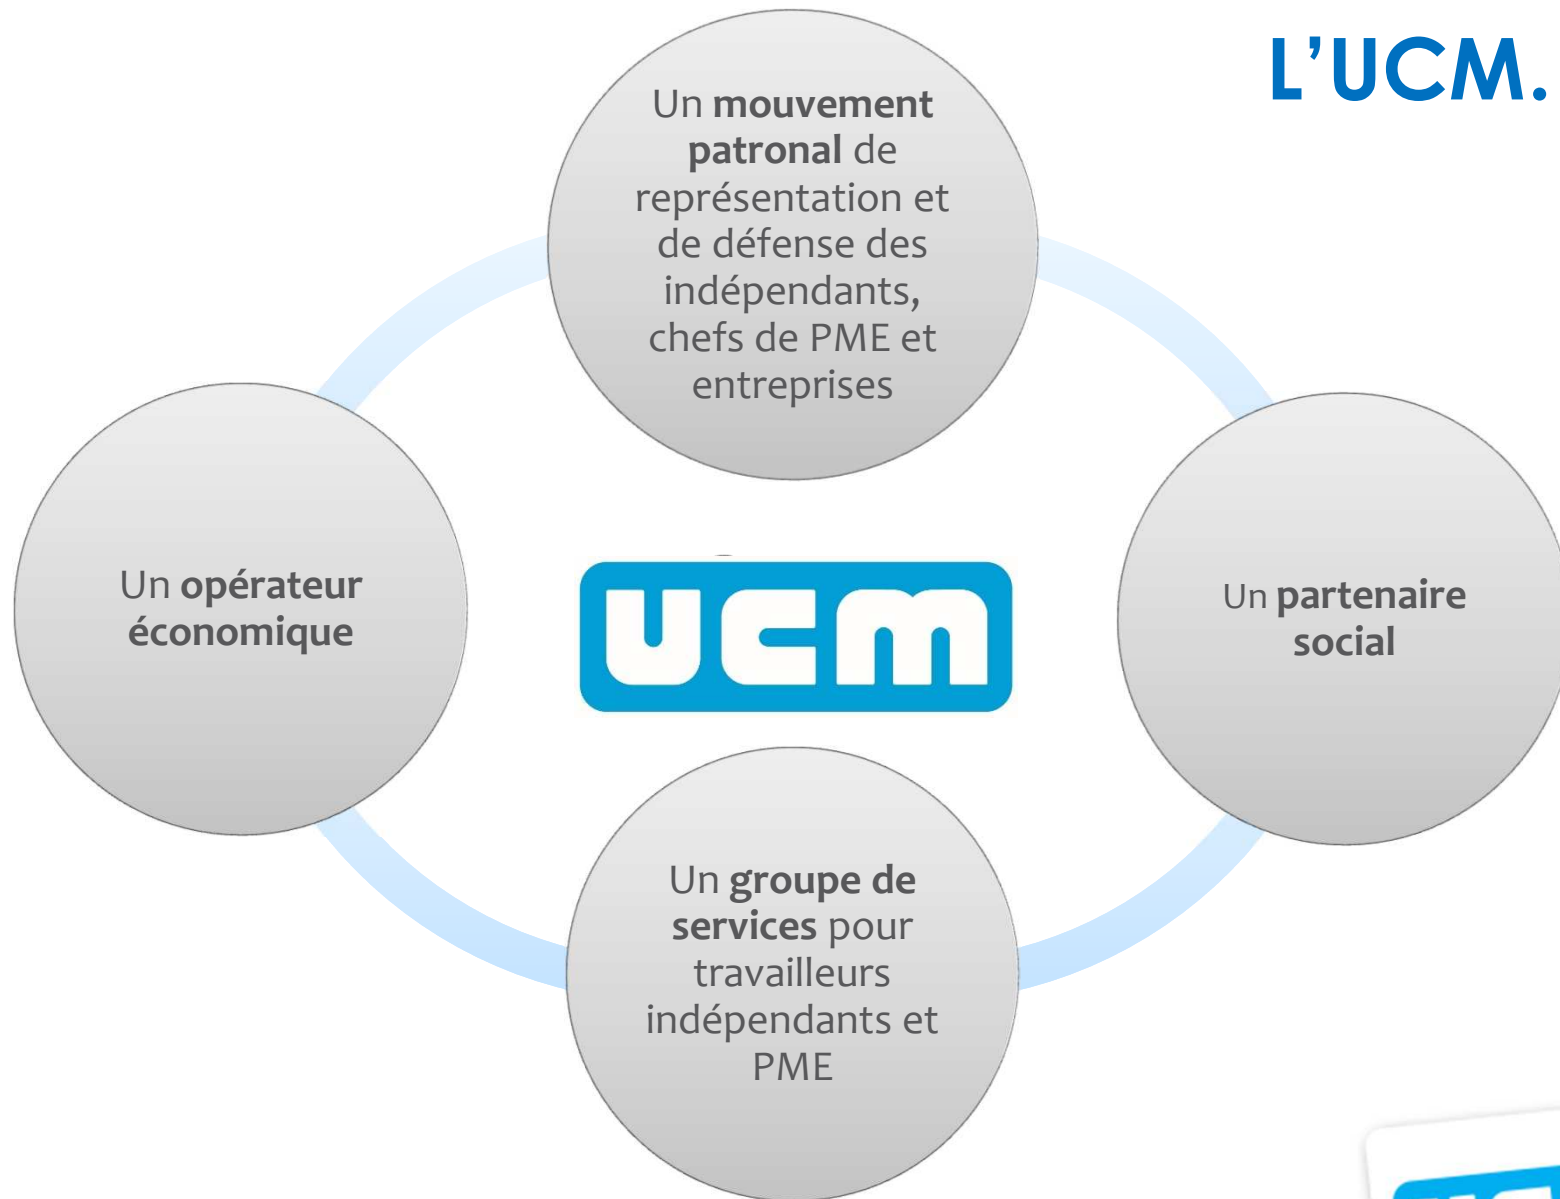 L’UCM.
Un mouvement
patronal de
représentation et
de défense des
indépendants,
chefs de PME et
entreprises
Un opérateur
économique
ucm
Un partenaire
social
Un groupe de
services pour
travailleurs
indépendants et
PME